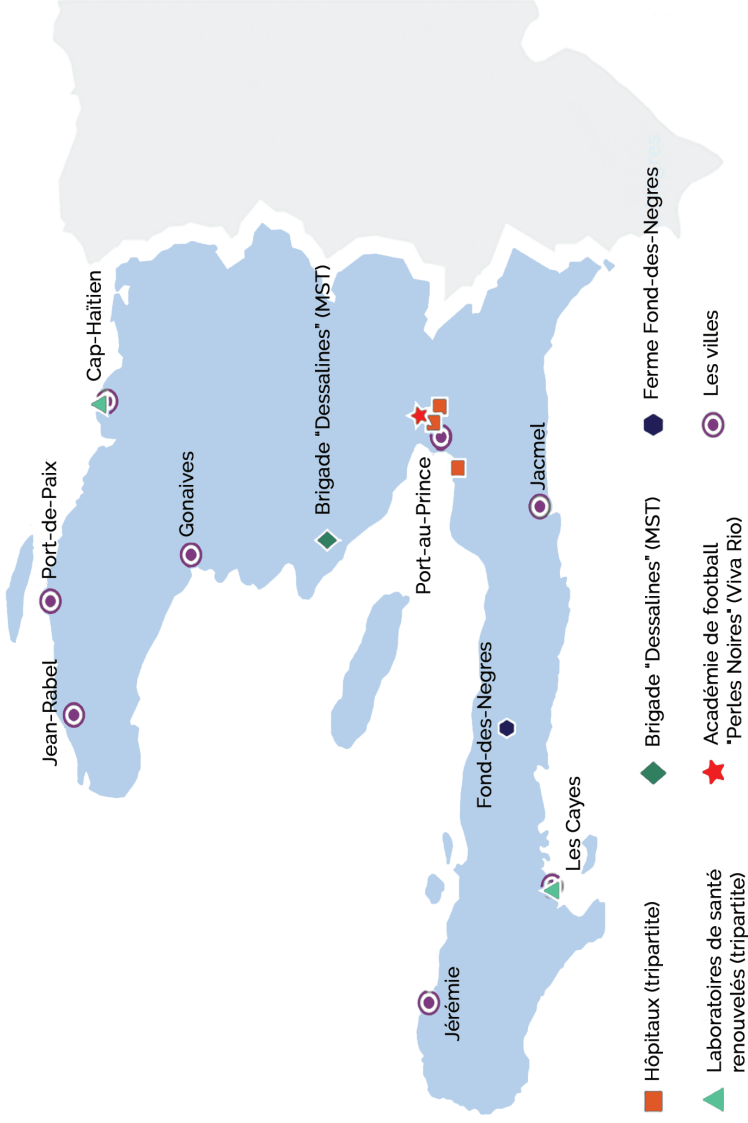 Port-de-Paix
Jean-Rabel
Cap-Haïtien
Gonaives
Brigade "Dessalines" (MST)
Port-au-Prince
Jérémie
Fond-des-Negres
Jacmel
Les Cayes
Hôpitaux (tripartite)
Brigade "Dessalines" (MST)
Ferme Fond-des-Negres
Laboratoires de santé
renouvelés (tripartite)
Académie de football
"Perles Noires" (Viva Rio)
Les villes